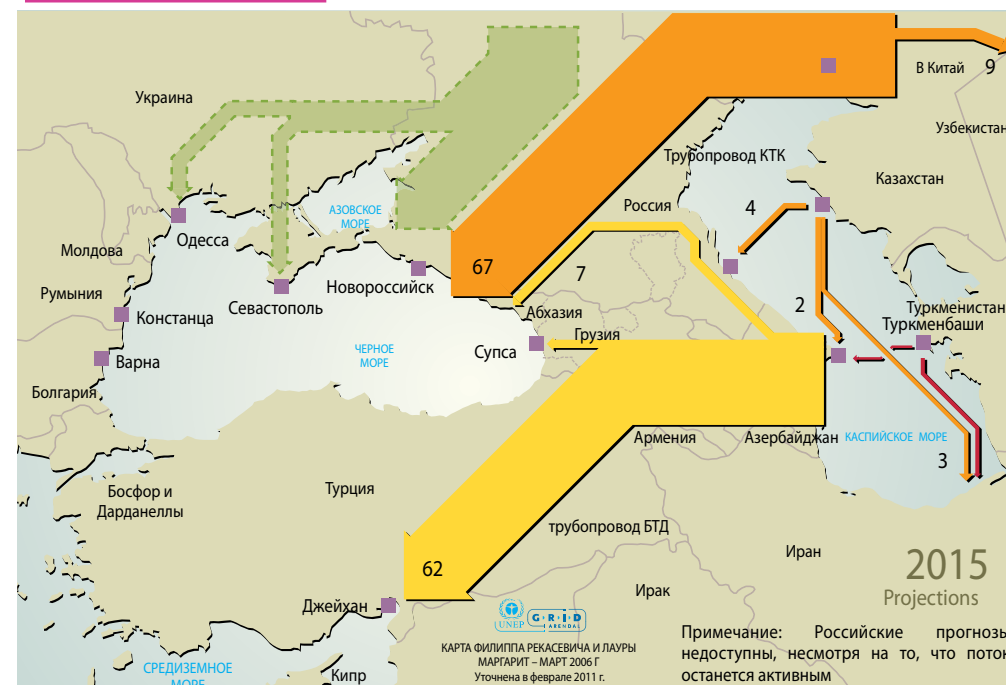 Украина
В Китай 9
Узбекистан
Трубопровод КТК
Казахстан
Россия
4
АЗОВСКОЕ
МОРЕ
Одесса
Молдова
67
7
Новороссийск
Румыния
Севастополь
2
Туркменистан
Абхазия
Констанца
Туркменбаши
Грузия
ЧЕРНОЕ
МОРЕ
Супса
Варна
Болгария
Армения
Азербайджан
КАСПИЙСКОЕ МОРЕ
3
Босфор и
Дарданеллы
Турция
трубопровод БТД
Иран
62
2015
Projections
Ирак
Джейхан
UNEP
G R I D
ARENDAL
КАРТА ФИЛИППА РЕКАСЕВИЧА И ЛАУРЫ
МАРГАРИТ – МАРТ 2006 Г
Уточнена в феврале 2011 г.
Примечание: Российские прогнозы
недоступны, несмотря на то, что поток
останется активным
СРЕДИЗЕМНОЕ
МОРЕ
Кипр